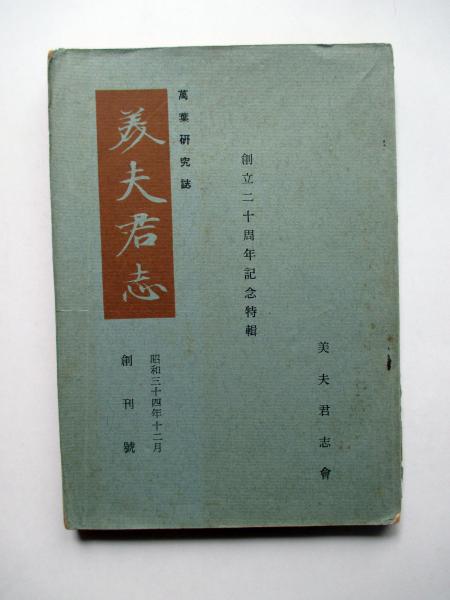 創立二十周年記念特輯
美夫君志會
萬葉研究誌
美夫君志
昭和三十四年十二月
創刊號